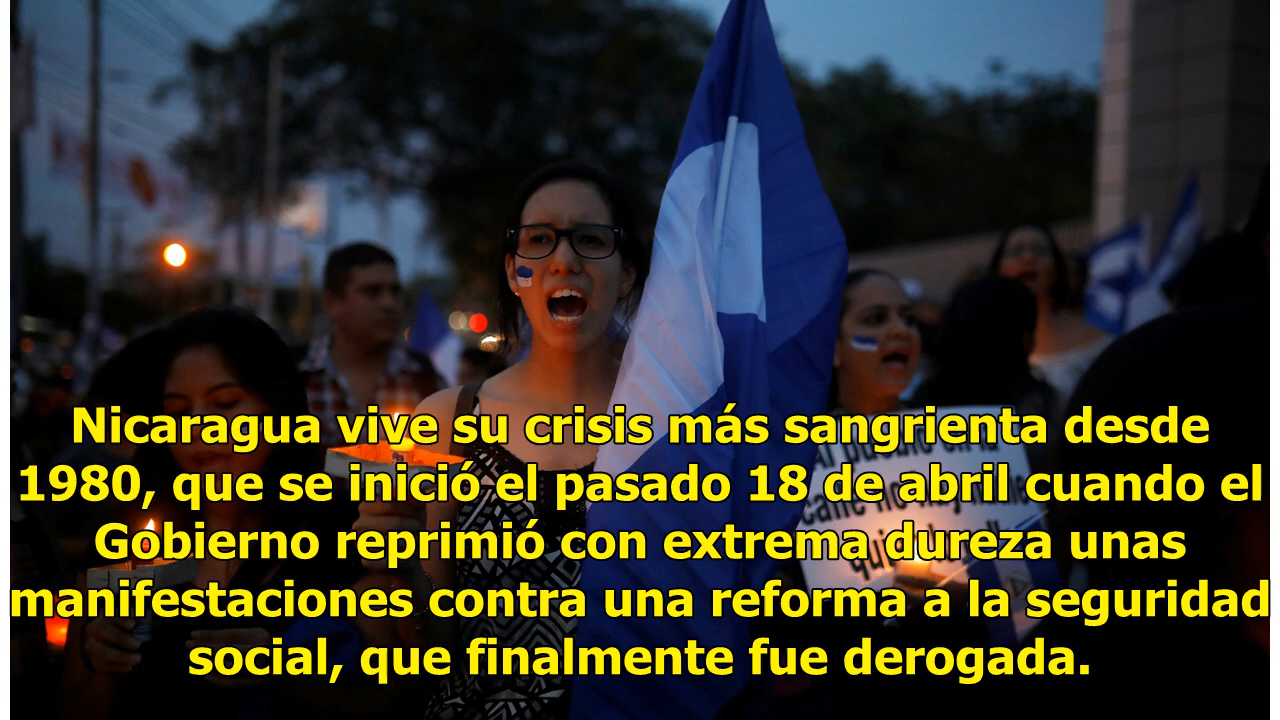 Nicaragua vive su crisis más sangrienta desde
1980, que se inició el pasado 18 de abril cuando el
Gobierno reprimió con extrema dureza unas
manifestaciones contra una reforma a la seguridad
social, que finalmente fue derogada.